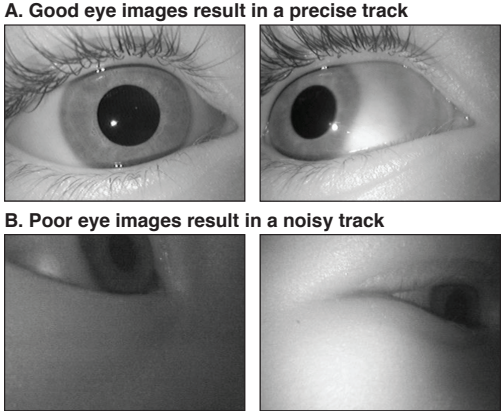 A. Good eye images result in a precise track
B. Poor eye images result in a noisy track